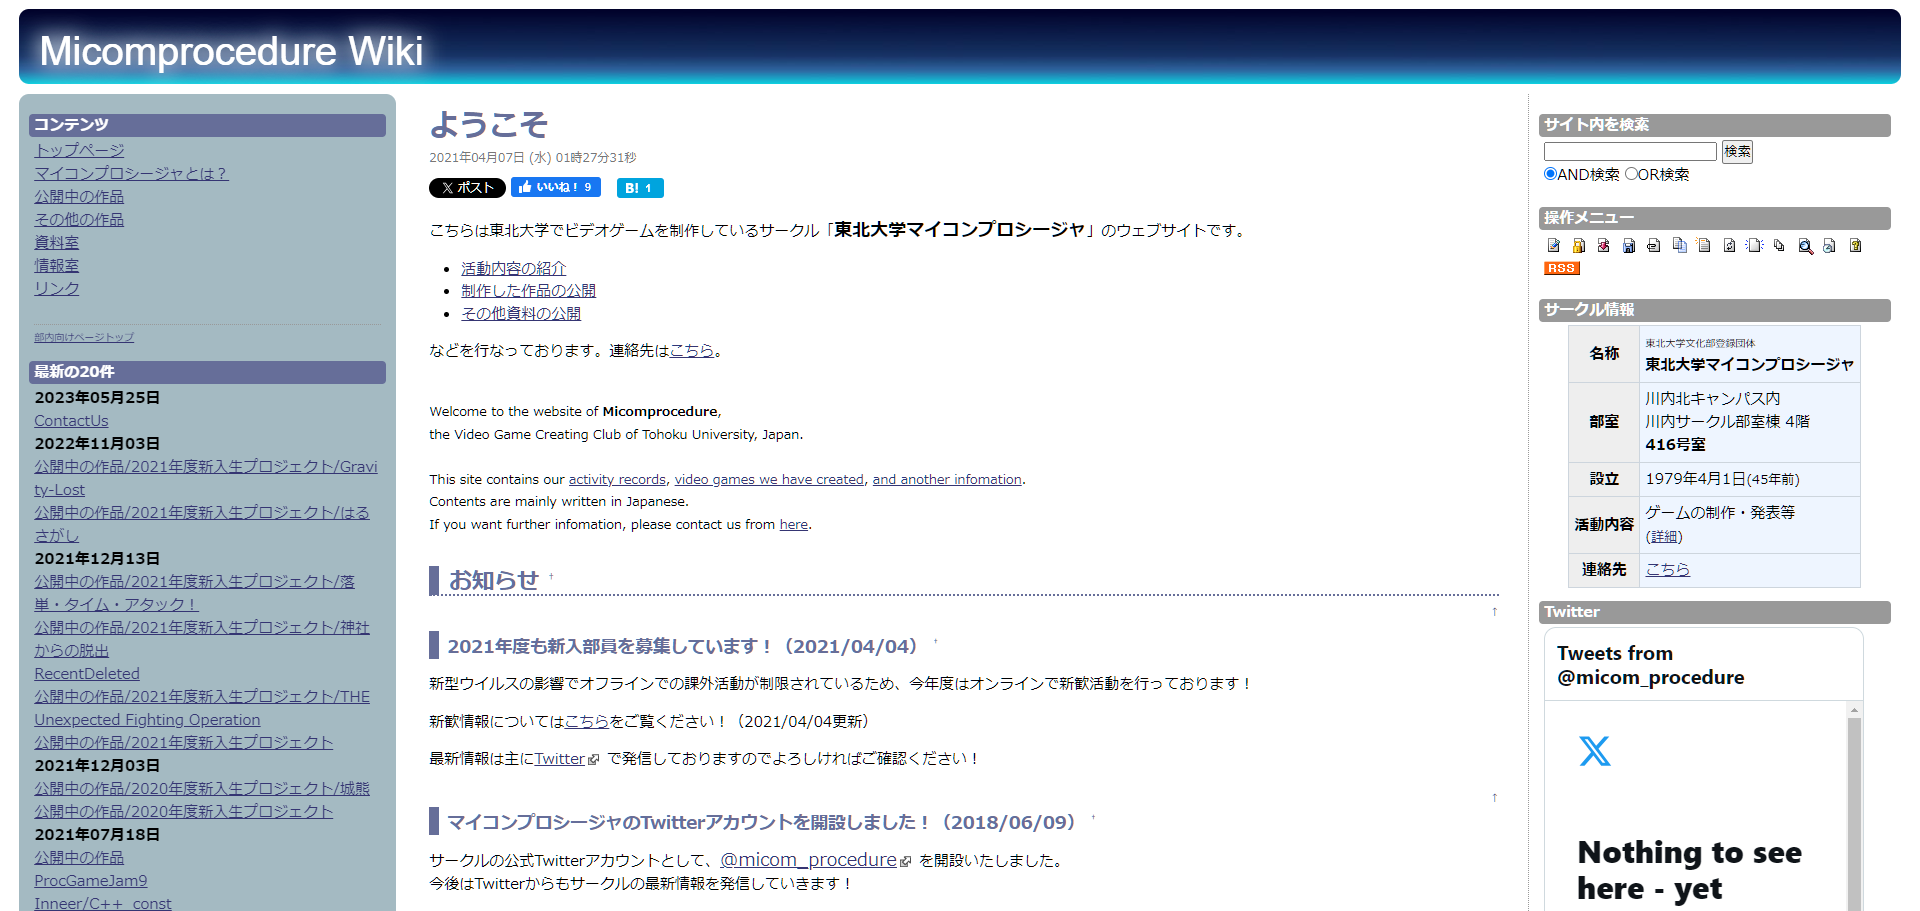 Micomprocedure Wiki
コンテンツ
トップページ
マイコンプロシージャとは？
公開中の作品
その他の作品
資料室
情報室
リンク
部内向けページトップ
最新の20件
2023年05月25日
ContactUs
2022年11月03日
公開中の作品/2021年度新入生プロジェクト/Gravi
ty-Lost
公開中の作品/2021年度新入生プロジェクト/はる
さがし
2021年12月13日
公開中の作品/2021年度新入生プロジェクト/落
単・タイム・アタック！
公開中の作品/2021年度新入生プロジェクト/神社
からの脱出
RecentDeleted
公開中の作品/2021年度新入生プロジェクト/THE
Unexpected Fighting Operation
公開中の作品/2021年度新入生プロジェクト
2021年12月03日
公開中の作品/2020年度新入生プロジェクト/城熊
公開中の作品/2020年度新入生プロジェクト
2021年07月18日
公開中の作品
ProcGameJam9
Inneer/C++_const
ようこそ
2021年04月07日 (水) 01時27分31秒
X ポスト いいね！ 9 B! 1
こちらは東北大学でビデオゲームを制作しているサークル「東北大学マイコンプロシージャ」のウェブサイトです。
活動内容の紹介
制作した作品の公開
その他資料の公開
などを行なっております。連絡先はこちら。
Welcome to the website of Micomprocedure,
the Video Game Creating Club of Tohoku University, Japan.
This site contains our activity records, video games we have created, and another infomation.
Contents are mainly written in Japanese.
If you want further infomation, please contact us from here.
お知らせ †
↑
2021年度も新入部員を募集しています！（2021/04/04） †
新型ウイルスの影響でオフラインでの課外活動が制限されているため、今年度はオンラインで新歓活動を行っております！
新歓情報についてはこちらをご覧ください！（2021/04/04更新）
最新情報は主にTwitter で発信しておりますのでよろしければご確認ください！
↑
マイコンプロシージャのTwitterアカウントを開設しました！（2018/06/09） †
サークルの公式Twitterアカウントとして、@micom_procedure を開設いたしました。
今後はTwitterからもサークルの最新情報を発信していきます！
サイト内を検索
検索
AND検索 OR検索
操作メニュー
RSS
サークル情報
名称 東北大学文化部登録団体
東北大学マイコンプロシージャ
部室 川内北キャンパス内
川内サークル部室棟 4階
416号室
設立 1979年4月1日(45年前)
活動内容 ゲームの制作・発表等
(詳細)
連絡先 こちら
Twitter
Tweets from
@micom_procedure
X
Nothing to see
here - yet